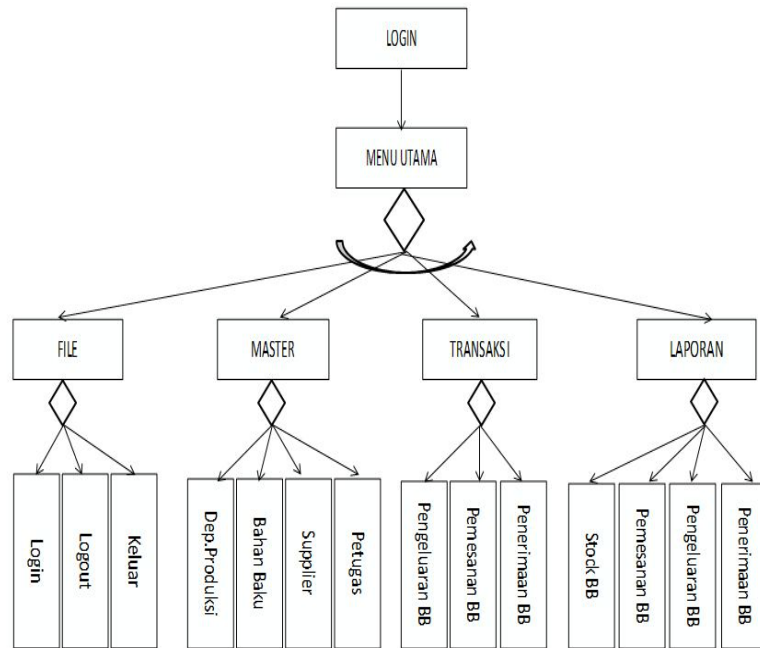 LOGIN
MENU UTAMA
FILE
MASTER
TRANSAKSI
LAPORAN
Login
Logout
Keluar
Dep.Produksi
Bahan Baku
Supplier
Petugas
Pengeluaran BB
Pemesanan BB
Penerimaan BB
Stock BB
Pemesanan BB
Pengeluaran BB
Penerimaan BB